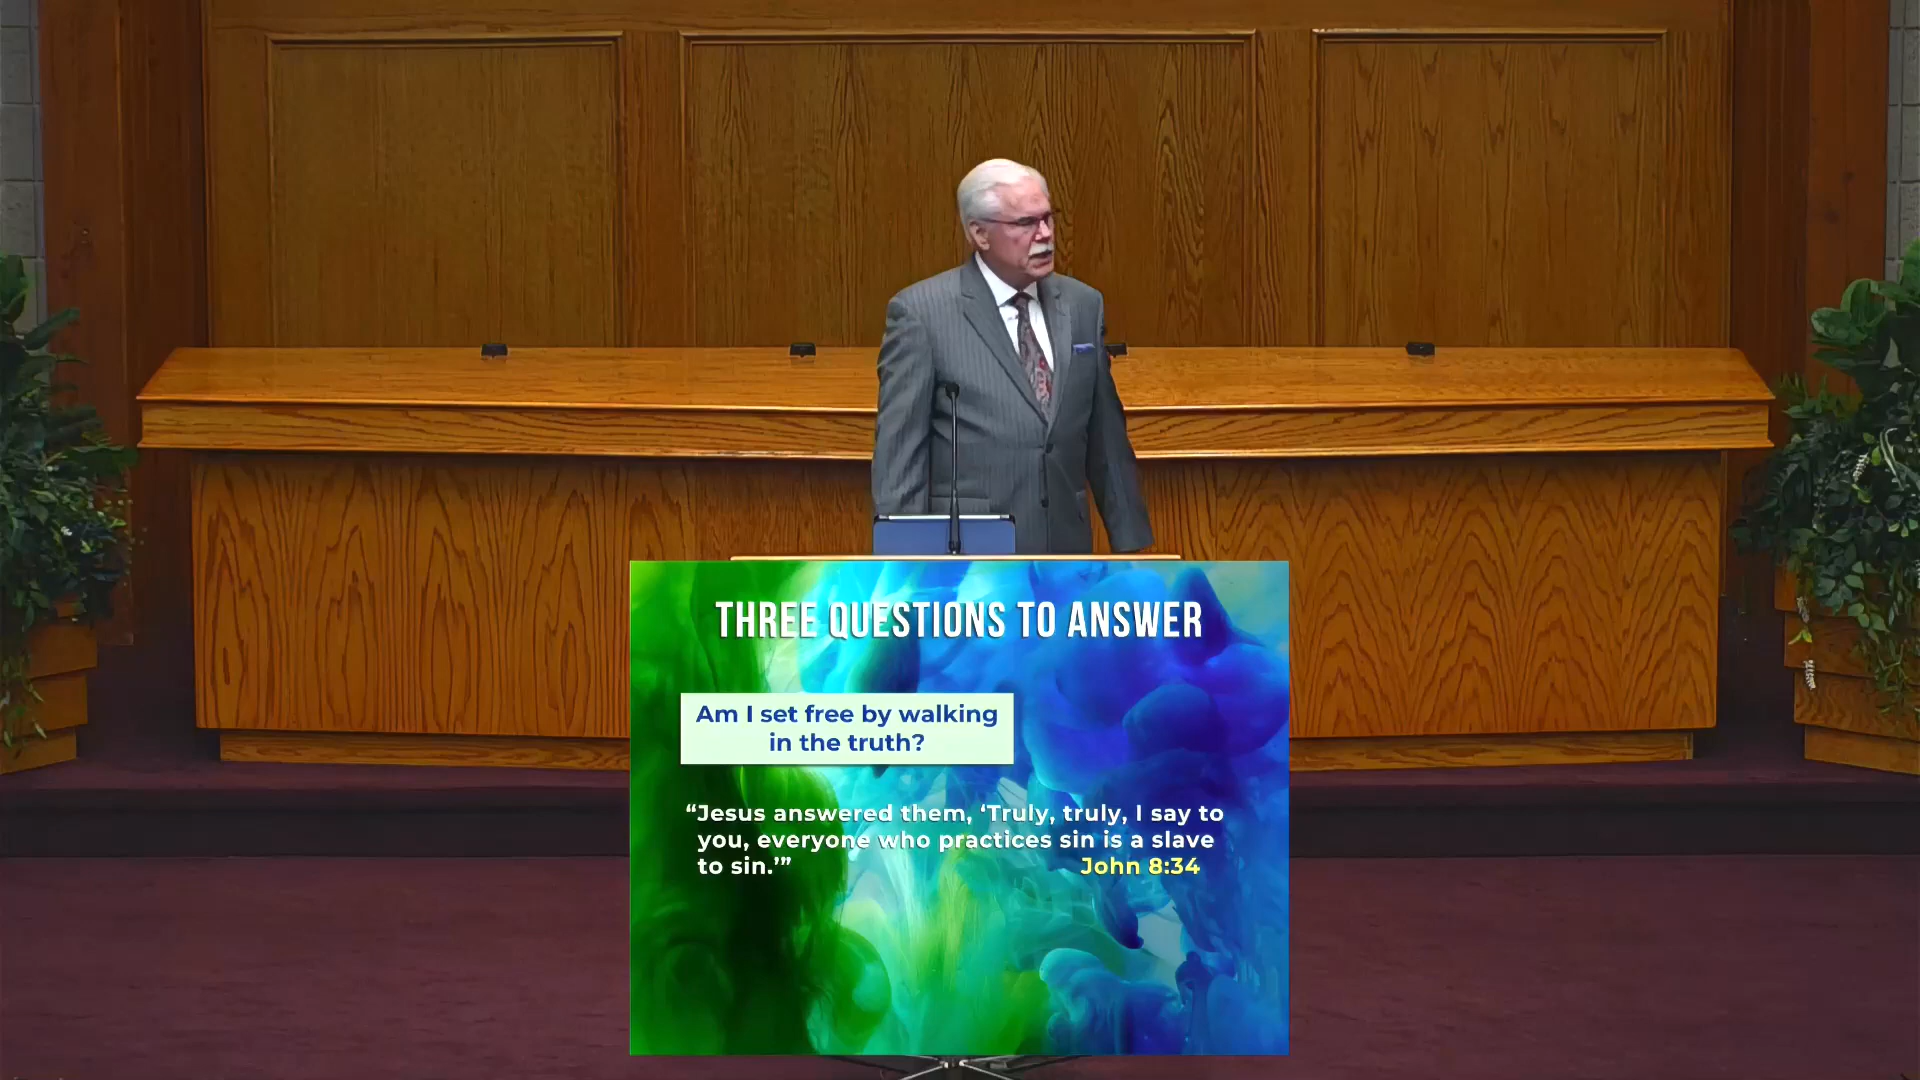 THREE QUESTIONS TO ANSWER
Am I set free by walking
in the truth?
“Jesus answered them, ‘Truly, truly, I say to
you, everyone who practices sin is a slave
to sin.’” John 8:34